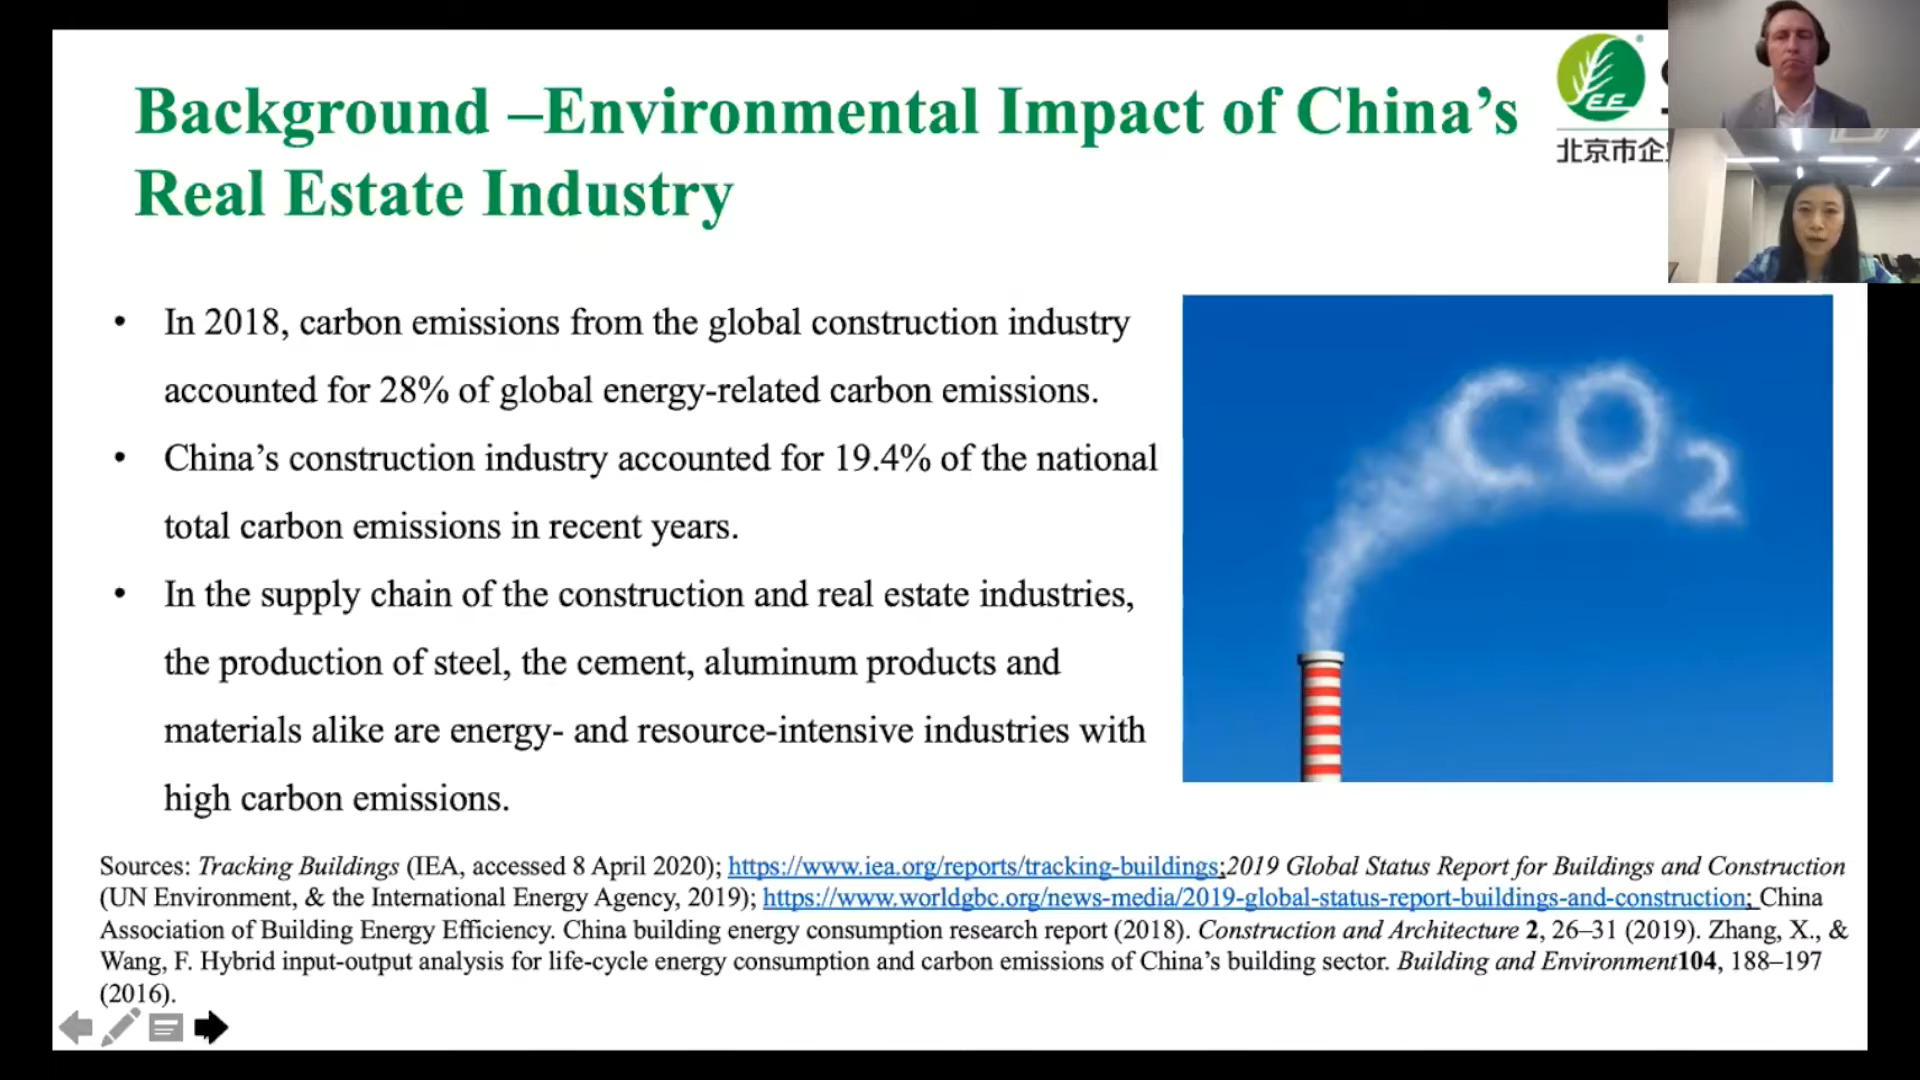 Background –Environmental Impact of China’s
Real Estate Industry
EE
北京市企
• In 2018, carbon emissions from the global construction industry
accounted for 28% of global energy-related carbon emissions.
• China’s construction industry accounted for 19.4% of the national
total carbon emissions in recent years.
• In the supply chain of the construction and real estate industries,
the production of steel, the cement, aluminum products and
materials alike are energy- and resource-intensive industries with
high carbon emissions.
CO2
Sources: Tracking Buildings (IEA, accessed 8 April 2020); https://www.iea.org/reports/tracking-buildings;2019 Global Status Report for Buildings and Construction
(UN Environment, & the International Energy Agency, 2019); https://www.worldgbc.org/news-media/2019-global-status-report-buildings-and-construction; China
Association of Building Energy Efficiency. China building energy consumption research report (2018). Construction and Architecture 2, 26–31 (2019). Zhang, X., &
Wang, F. Hybrid input-output analysis for life-cycle energy consumption and carbon emissions of China’s building sector. Building and Environment104, 188–197
(2016).